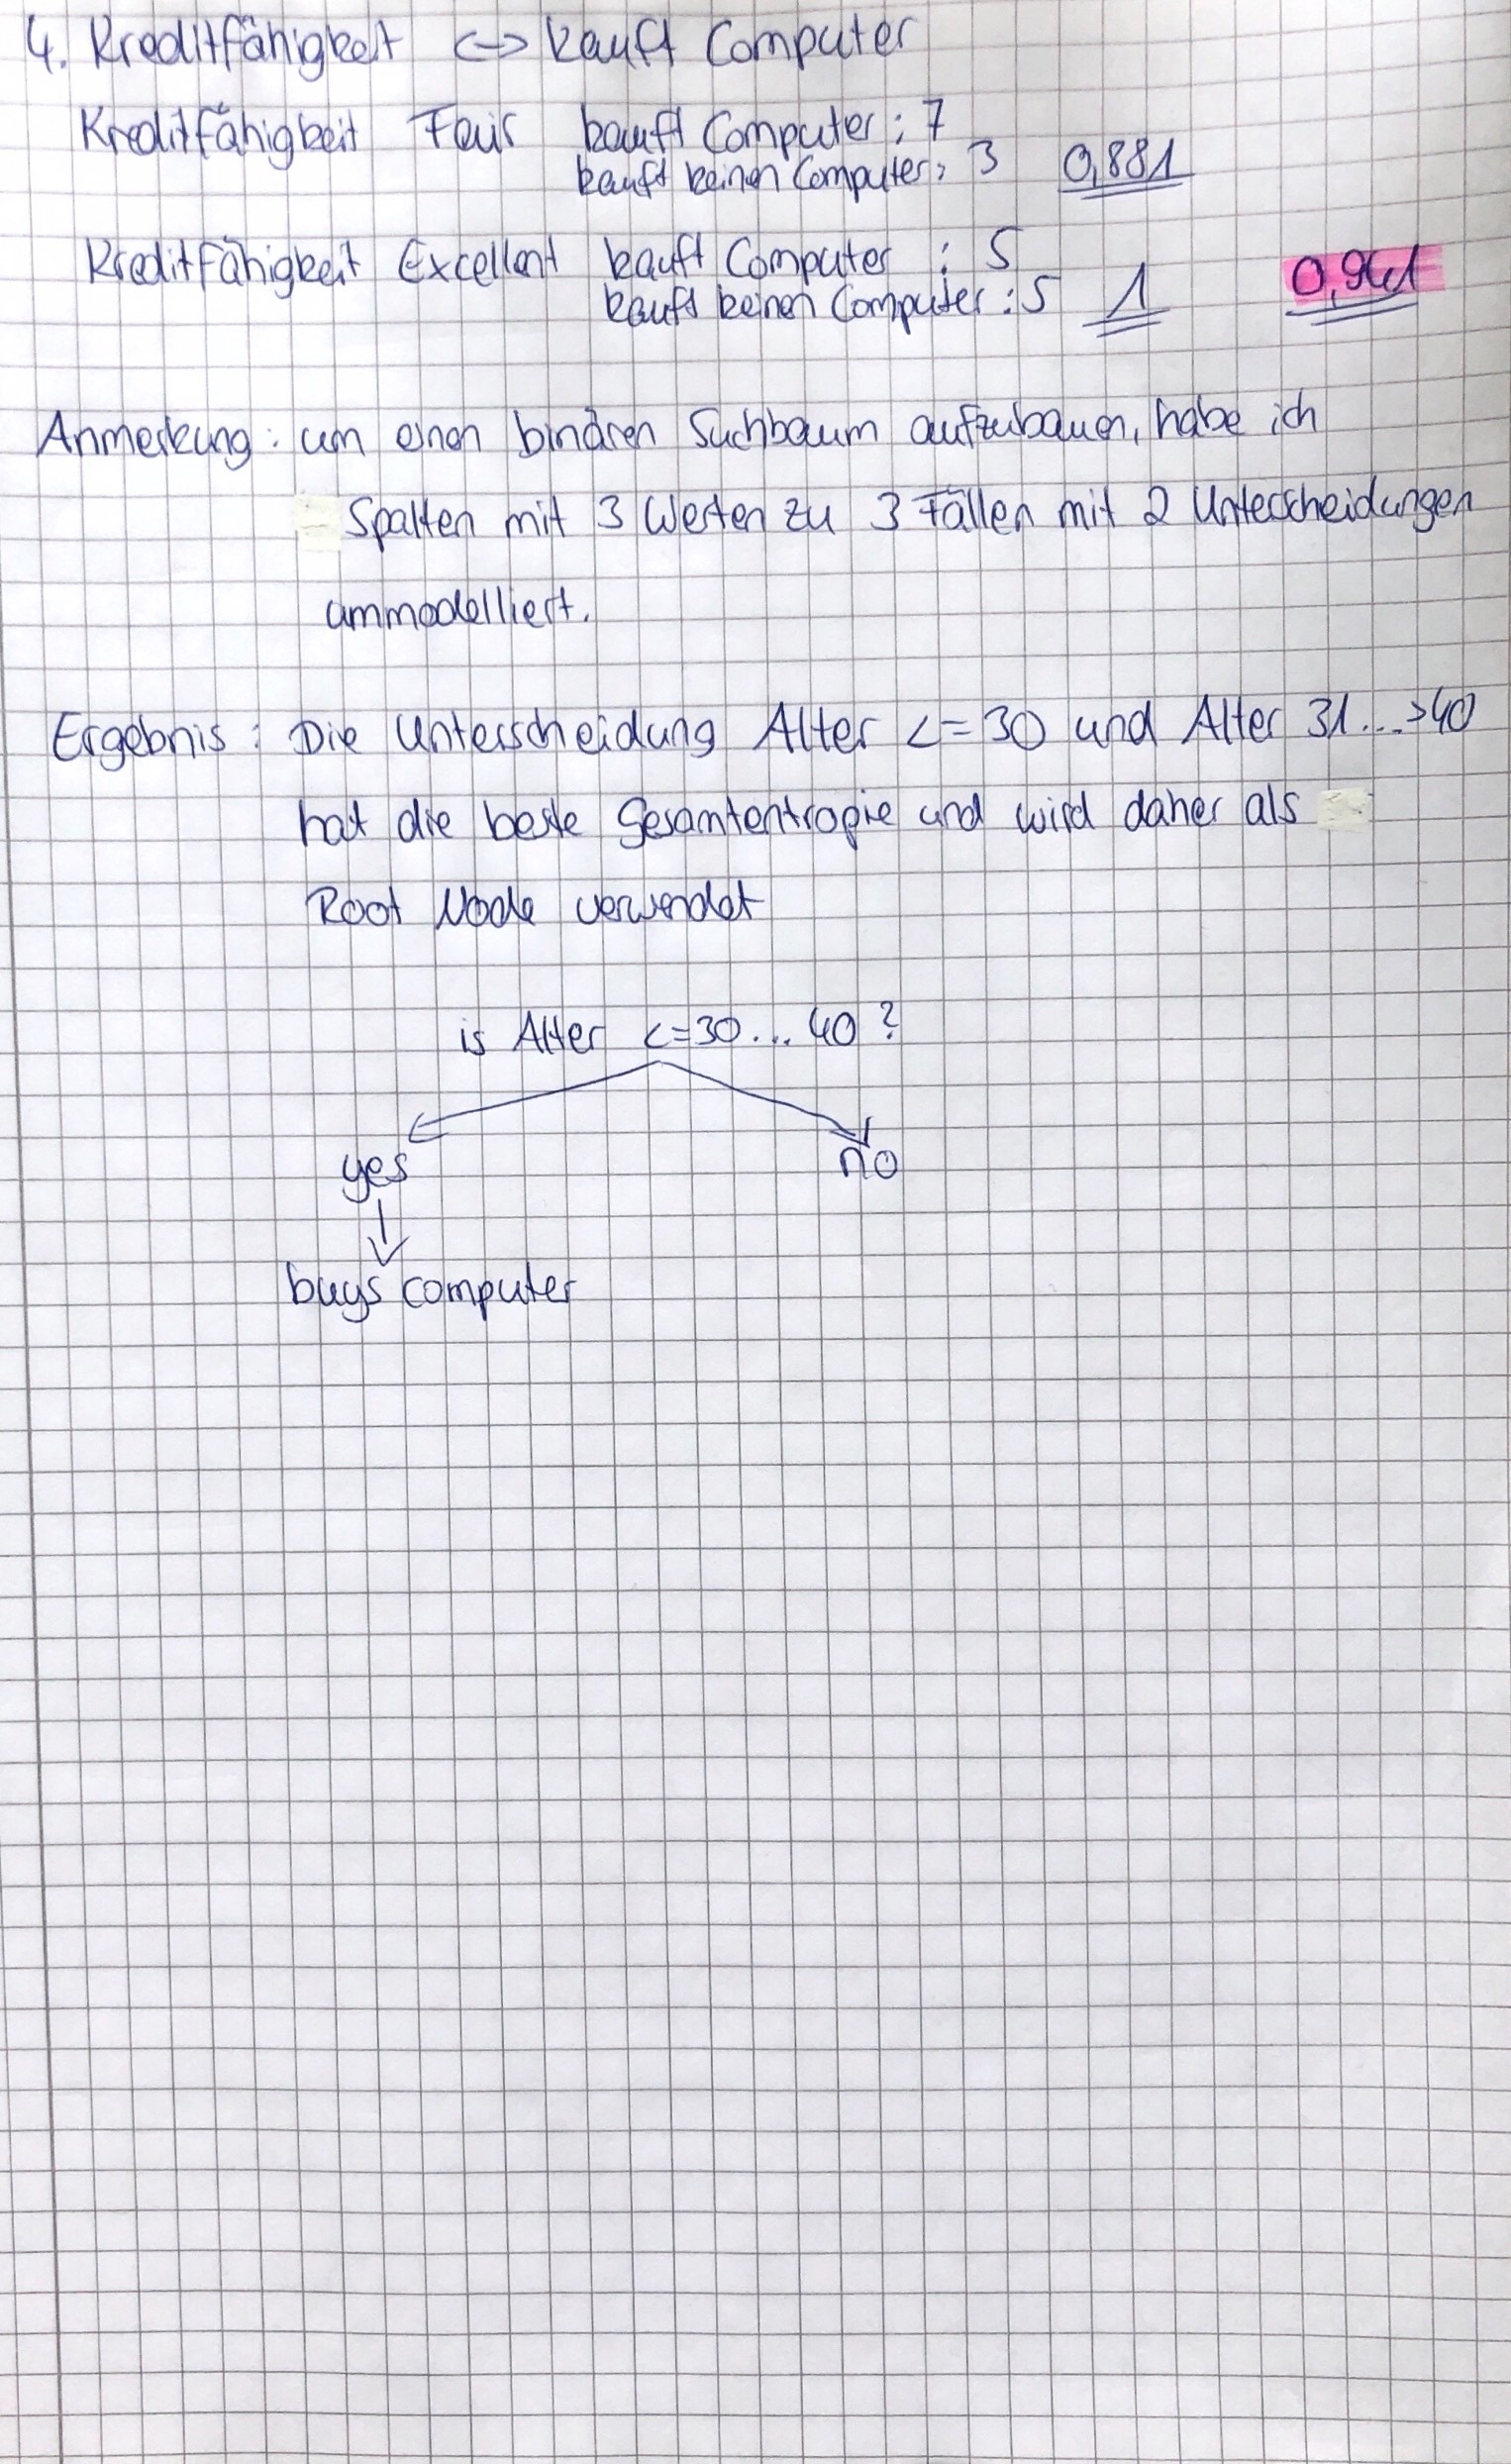 4. Kreditfähigkeit <-> kauft Computer
Kreditfähigkeit Fair kauft Computer: 7
kauft keinen Computer: 3 0,881
Kreditfähigkeit Excellent kauft Computer : 5
kauft keinen Computer: 5 1 0,941
Anmerkung: um einen binären Suchbaum aufzubauen, habe ich
Spalten mit 3 Werten zu 3 Fällen mit 2 Unterscheidungen
ummodelliert.
Ergebnis: Die Unterscheidung Alter <=30 und Alter 31...>40
hat die beste Gesamtentropie und wird daher als
Root Node verwendet
is Alter <=30...40?
yes no
buys computer